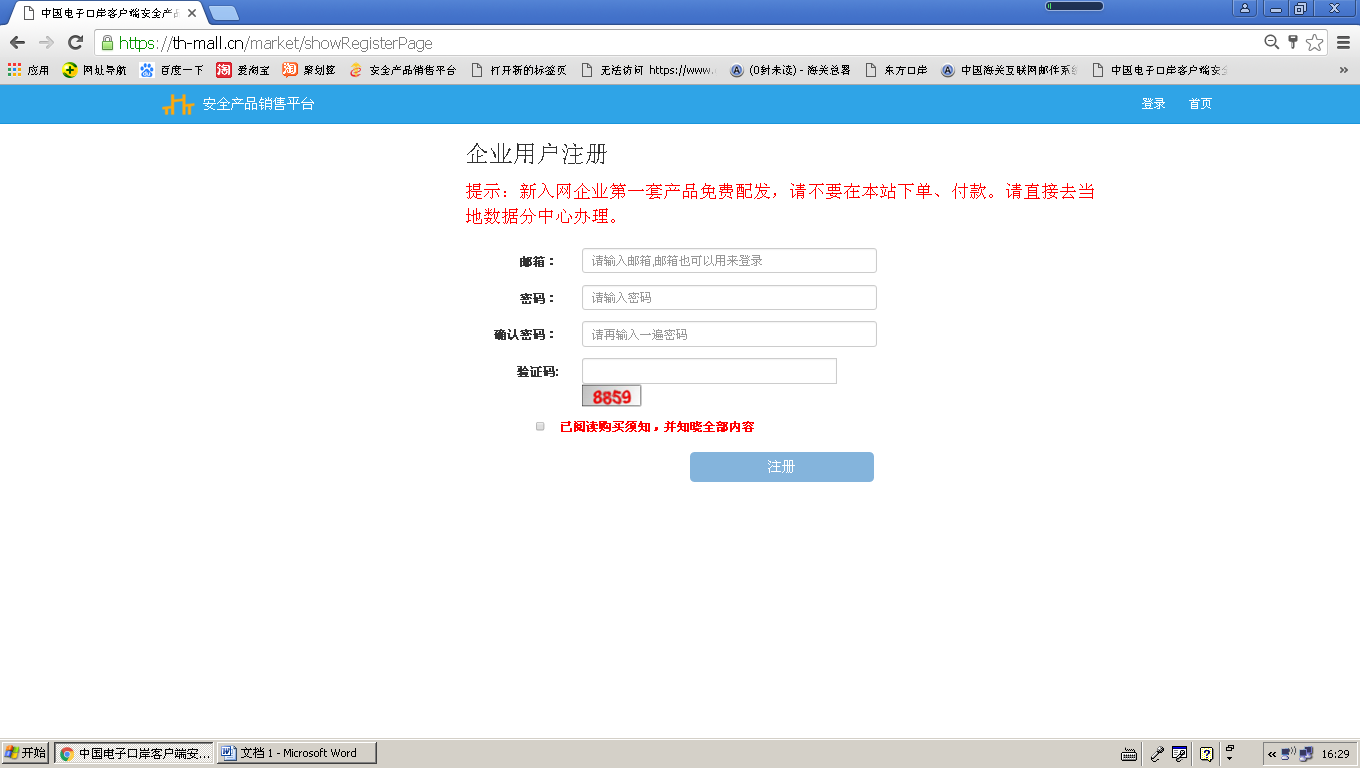 中国电子口岸客户端安全产品
https://th-mall.cn/market/showRegisterPage
应用 网址导航 百度一下 爱淘宝 聚划算 安全产品销售平台 打开新的标签页 无法访问 https://www. (0封未读) - 海关总署 东方口岸 中国海关互联网邮件系统 中国电子口岸客户端安全 »
安全产品销售平台 登录 首页
企业用户注册
提示：新入网企业第一套产品免费配发，请不要在本站下单、付款。请直接去当
地数据分中心办理。
邮箱： 请输入邮箱,邮箱也可以用来登录
密码： 请输入密码
确认密码： 请再输入一遍密码
验证码:
8859
已阅读购买须知，并知晓全部内容
注册
开始 中国电子口岸客户端安... 文档 1 - Microsoft Word « 16:29